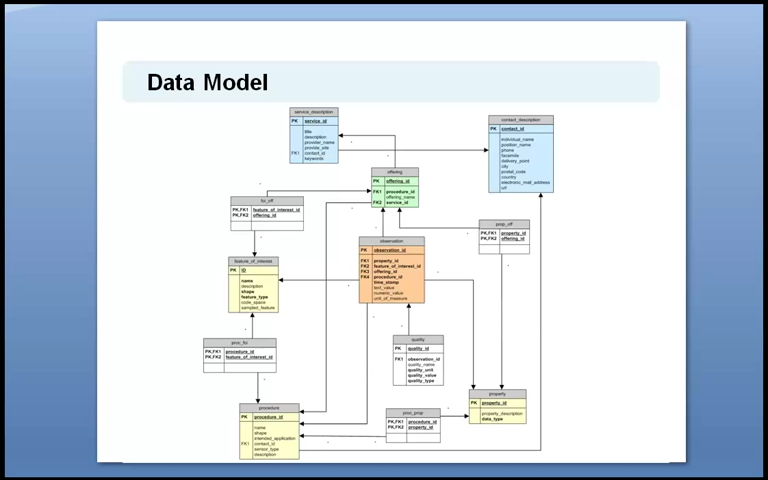 Data Model
service_description
PK service_id
title
description
provider_name
provide_site
FK1 contact_id
keywords
contact_description
PK contact_id
individual_name
position_name
phone
facsimile
delivery_point
city
postal_code
country
electronic_mail_address
offering
PK offering_id
FK1 procedure_id
offering_name
FK2 service_id
foi_off
PK,FK1 feature_of_interest_id
PK,FK2 offering_id
prop_off
PK,FK1 property_id
PK,FK2 offering_id
observation
PK observation_id
FK1 property_id
FK2 feature_of_interest_id
FK3 offering_id
FK4 procedure_id
time_stamp
text_value
numeric_value
unit_of_measure
feature_of_interest
PK ID
name
description
shape
feature_type
code_space
sampled_feature
proc_foi
PK,FK1 procedure_id
PK,FK2 feature_of_interest_id
quality
PK quality_id
FK1 observation_id
quality_name
quality_unit
quality_value
quality_type
property
PK property_id
property_description
data_type
procedure
PK procedure_id
name
shape
intended_application
FK1 contact_id
sensor_type
description
proc_prop
PK,FK1 procedure_id
PK,FK2 property_id